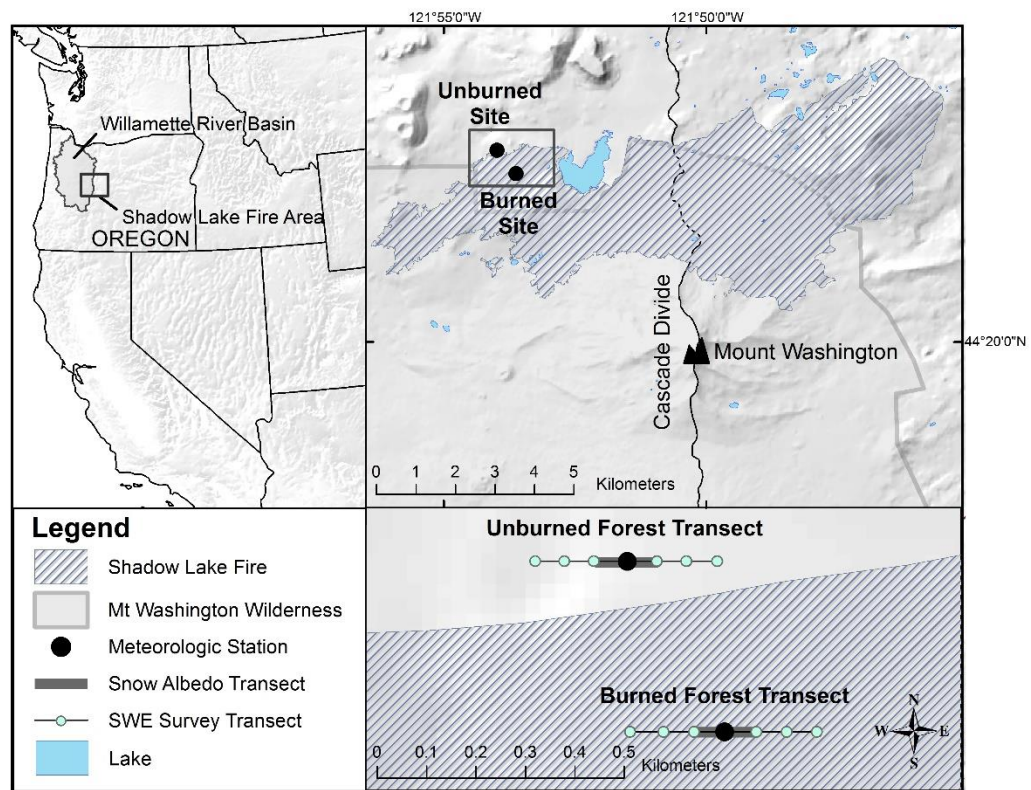 121°55'0"W
121°50'0"W
Willamette River Basin
Shadow Lake Fire Area
OREGON
Unburned
Site
Burned
Site
Cascade Divide
44°20'0"N
Mount Washington
0 1 2 3 4 5
Kilometers
Legend
Shadow Lake Fire
Mt Washington Wilderness
Meteorologic Station
Snow Albedo Transect
SWE Survey Transect
Lake
Unburned Forest Transect
Burned Forest Transect
N
W E
S
0 0.1 0.2 0.3 0.4 0.5
Kilometers